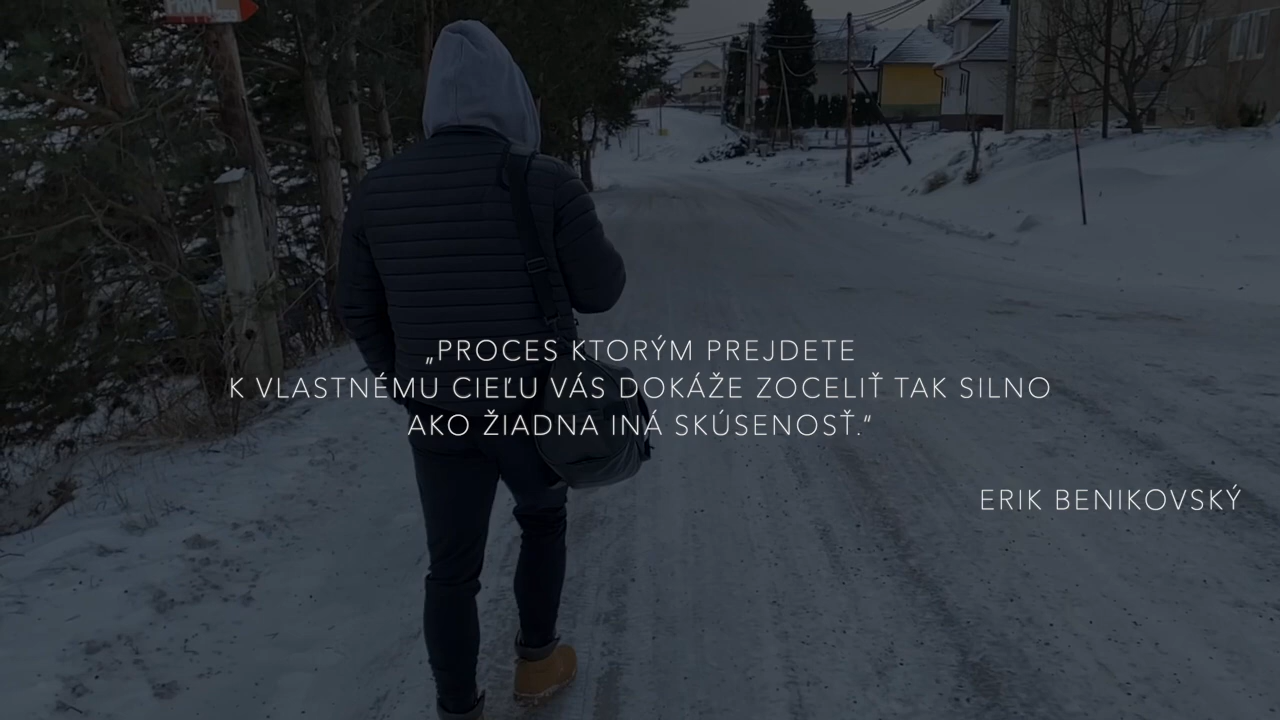 „PROCES KTORÝM PREJDETE
K VLASTNÉMU CIEĽU VÁS DOKÁŽE ZOCELIŤ TAK SILNO
AKO ŽIADNA INÁ SKÚSENOSŤ.“
ERIK BENIKOVSKÝ